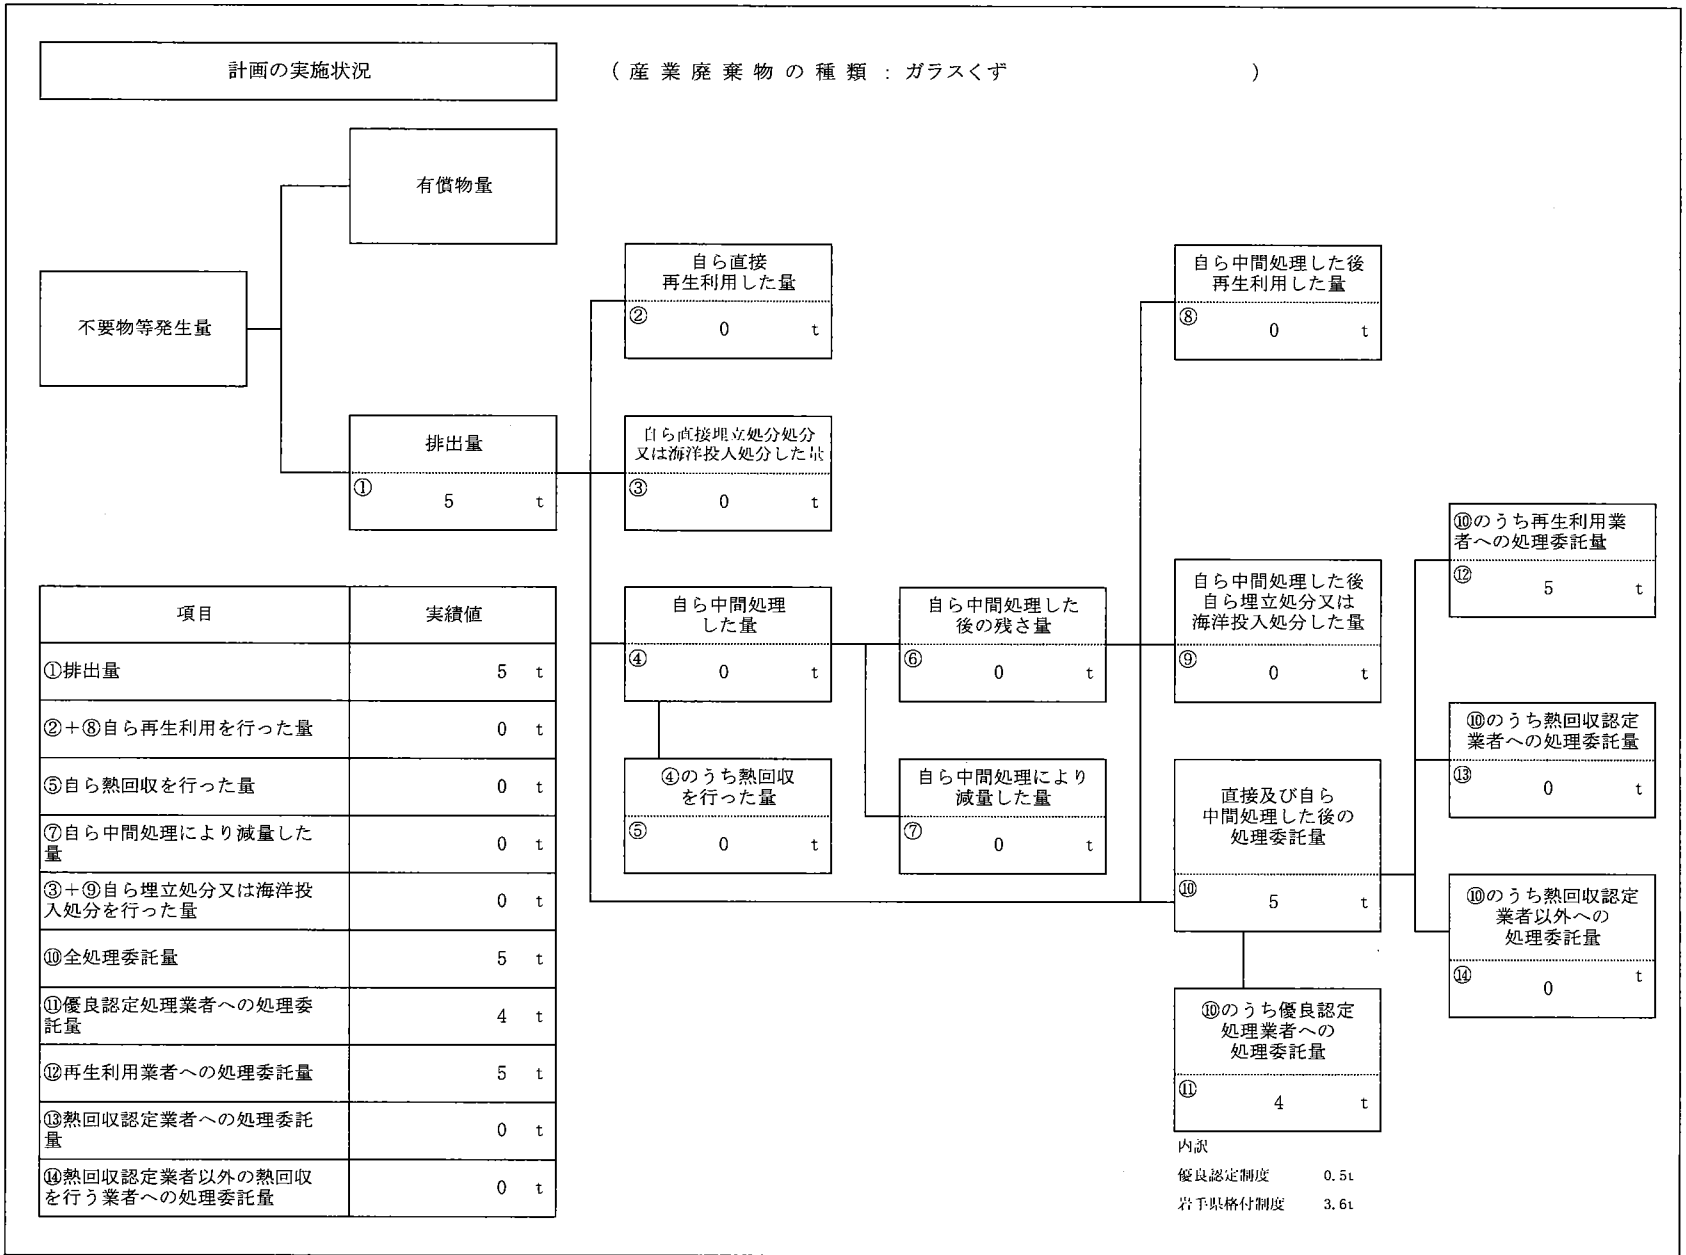 計画の実施状況
(産業廃棄物の種類：ガラスくず )
有償物量
不要物等発生量
排出量
① 5 t
自ら直接
再生利用した量
② 0 t
自ら直接埋立処分処分
又は海洋投入処分した量
③ 0 t
自ら中間処理
した量
④ 0 t
④のうち熱回収
を行った量
⑤ 0 t
自ら中間処理した
後の残さ量
⑥ 0 t
自ら中間処理により
減量した量
⑦ 0 t
自ら中間処理した後
再生利用した量
⑧ 0 t
自ら中間処理した後
自ら埋立処分又は
海洋投入処分した量
⑨ 0 t
直接及び自ら
中間処理した後の
処理委託量
⑩ 5 t
⑩のうち優良認定
処理業者への
処理委託量
⑪ 4 t
内訳
優良認定制度 0.5t
岩手県格付制度 3.6t
⑩のうち再生利用業
者への処理委託量
⑫ 5 t
⑩のうち熱回収認定
業者への処理委託量
⑬ 0 t
⑩のうち熱回収認定
業者以外への
処理委託量
⑭ 0 t
項目 実績値
①排出量 5 t
②＋⑧自ら再生利用を行った量 0 t
⑤自ら熱回収を行った量 0 t
⑦自ら中間処理により減量した
量 0 t
③＋⑨自ら埋立処分又は海洋投
入処分を行った量 0 t
⑩全処理委託量 5 t
⑪優良認定処理業者への処理委
託量 4 t
⑫再生利用業者への処理委託量 5 t
⑬熱回収認定業者への処理委託
量 0 t
⑭熱回収認定業者以外の熱回収
を行う業者への処理委託量 0 t